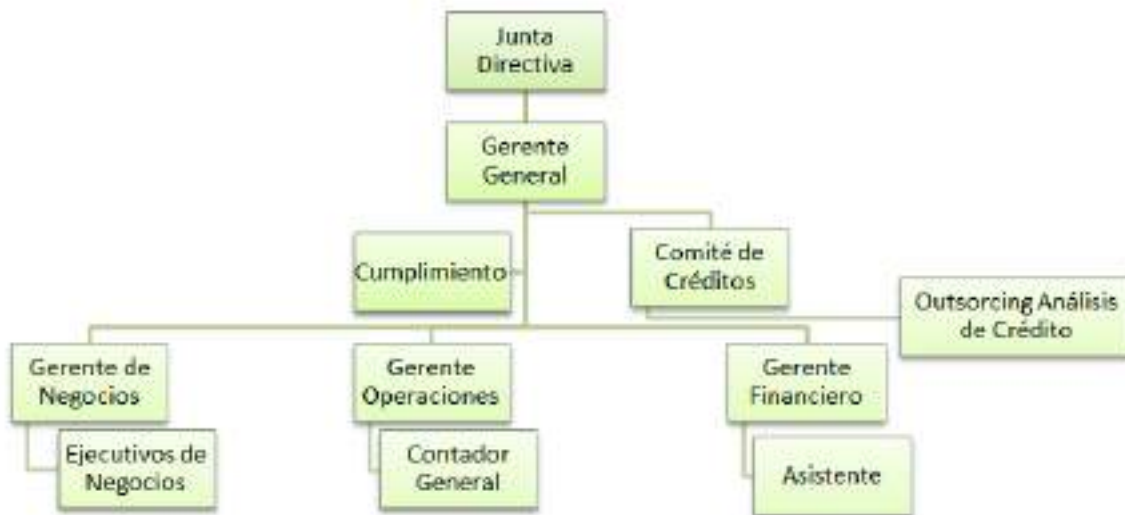 Junta
Directiva
Gerente
General
Cumplimiento
Comité de
Créditos
Outsorcing Análisis
de Crédito
Gerente de
Negocios
Gerente
Operaciones
Gerente
Financiero
Ejecutivos de
Negocios
Contador
General
Asistente